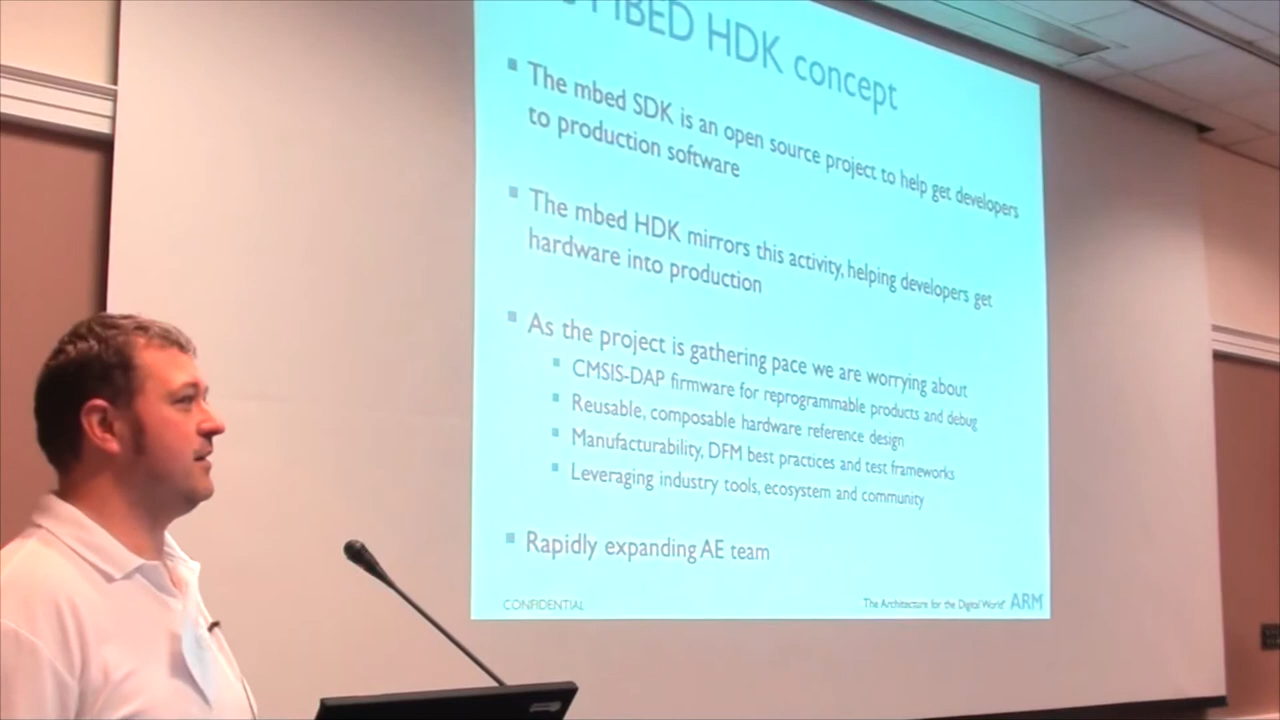 MBED HDK concept
The mbed SDK is an open source project to help get developers
to production software
The mbed HDK mirrors this activity, helping developers get
hardware into production
As the project is gathering pace we are worrying about
CMSIS-DAP firmware for reprogrammable products and debug
Reusable, composable hardware reference design
Manufacturability, DFM best practices and test frameworks
Leveraging industry tools, ecosystem and community
Rapidly expanding AE team
CONFIDENTIAL
The Architecture for the Digital World® ARM